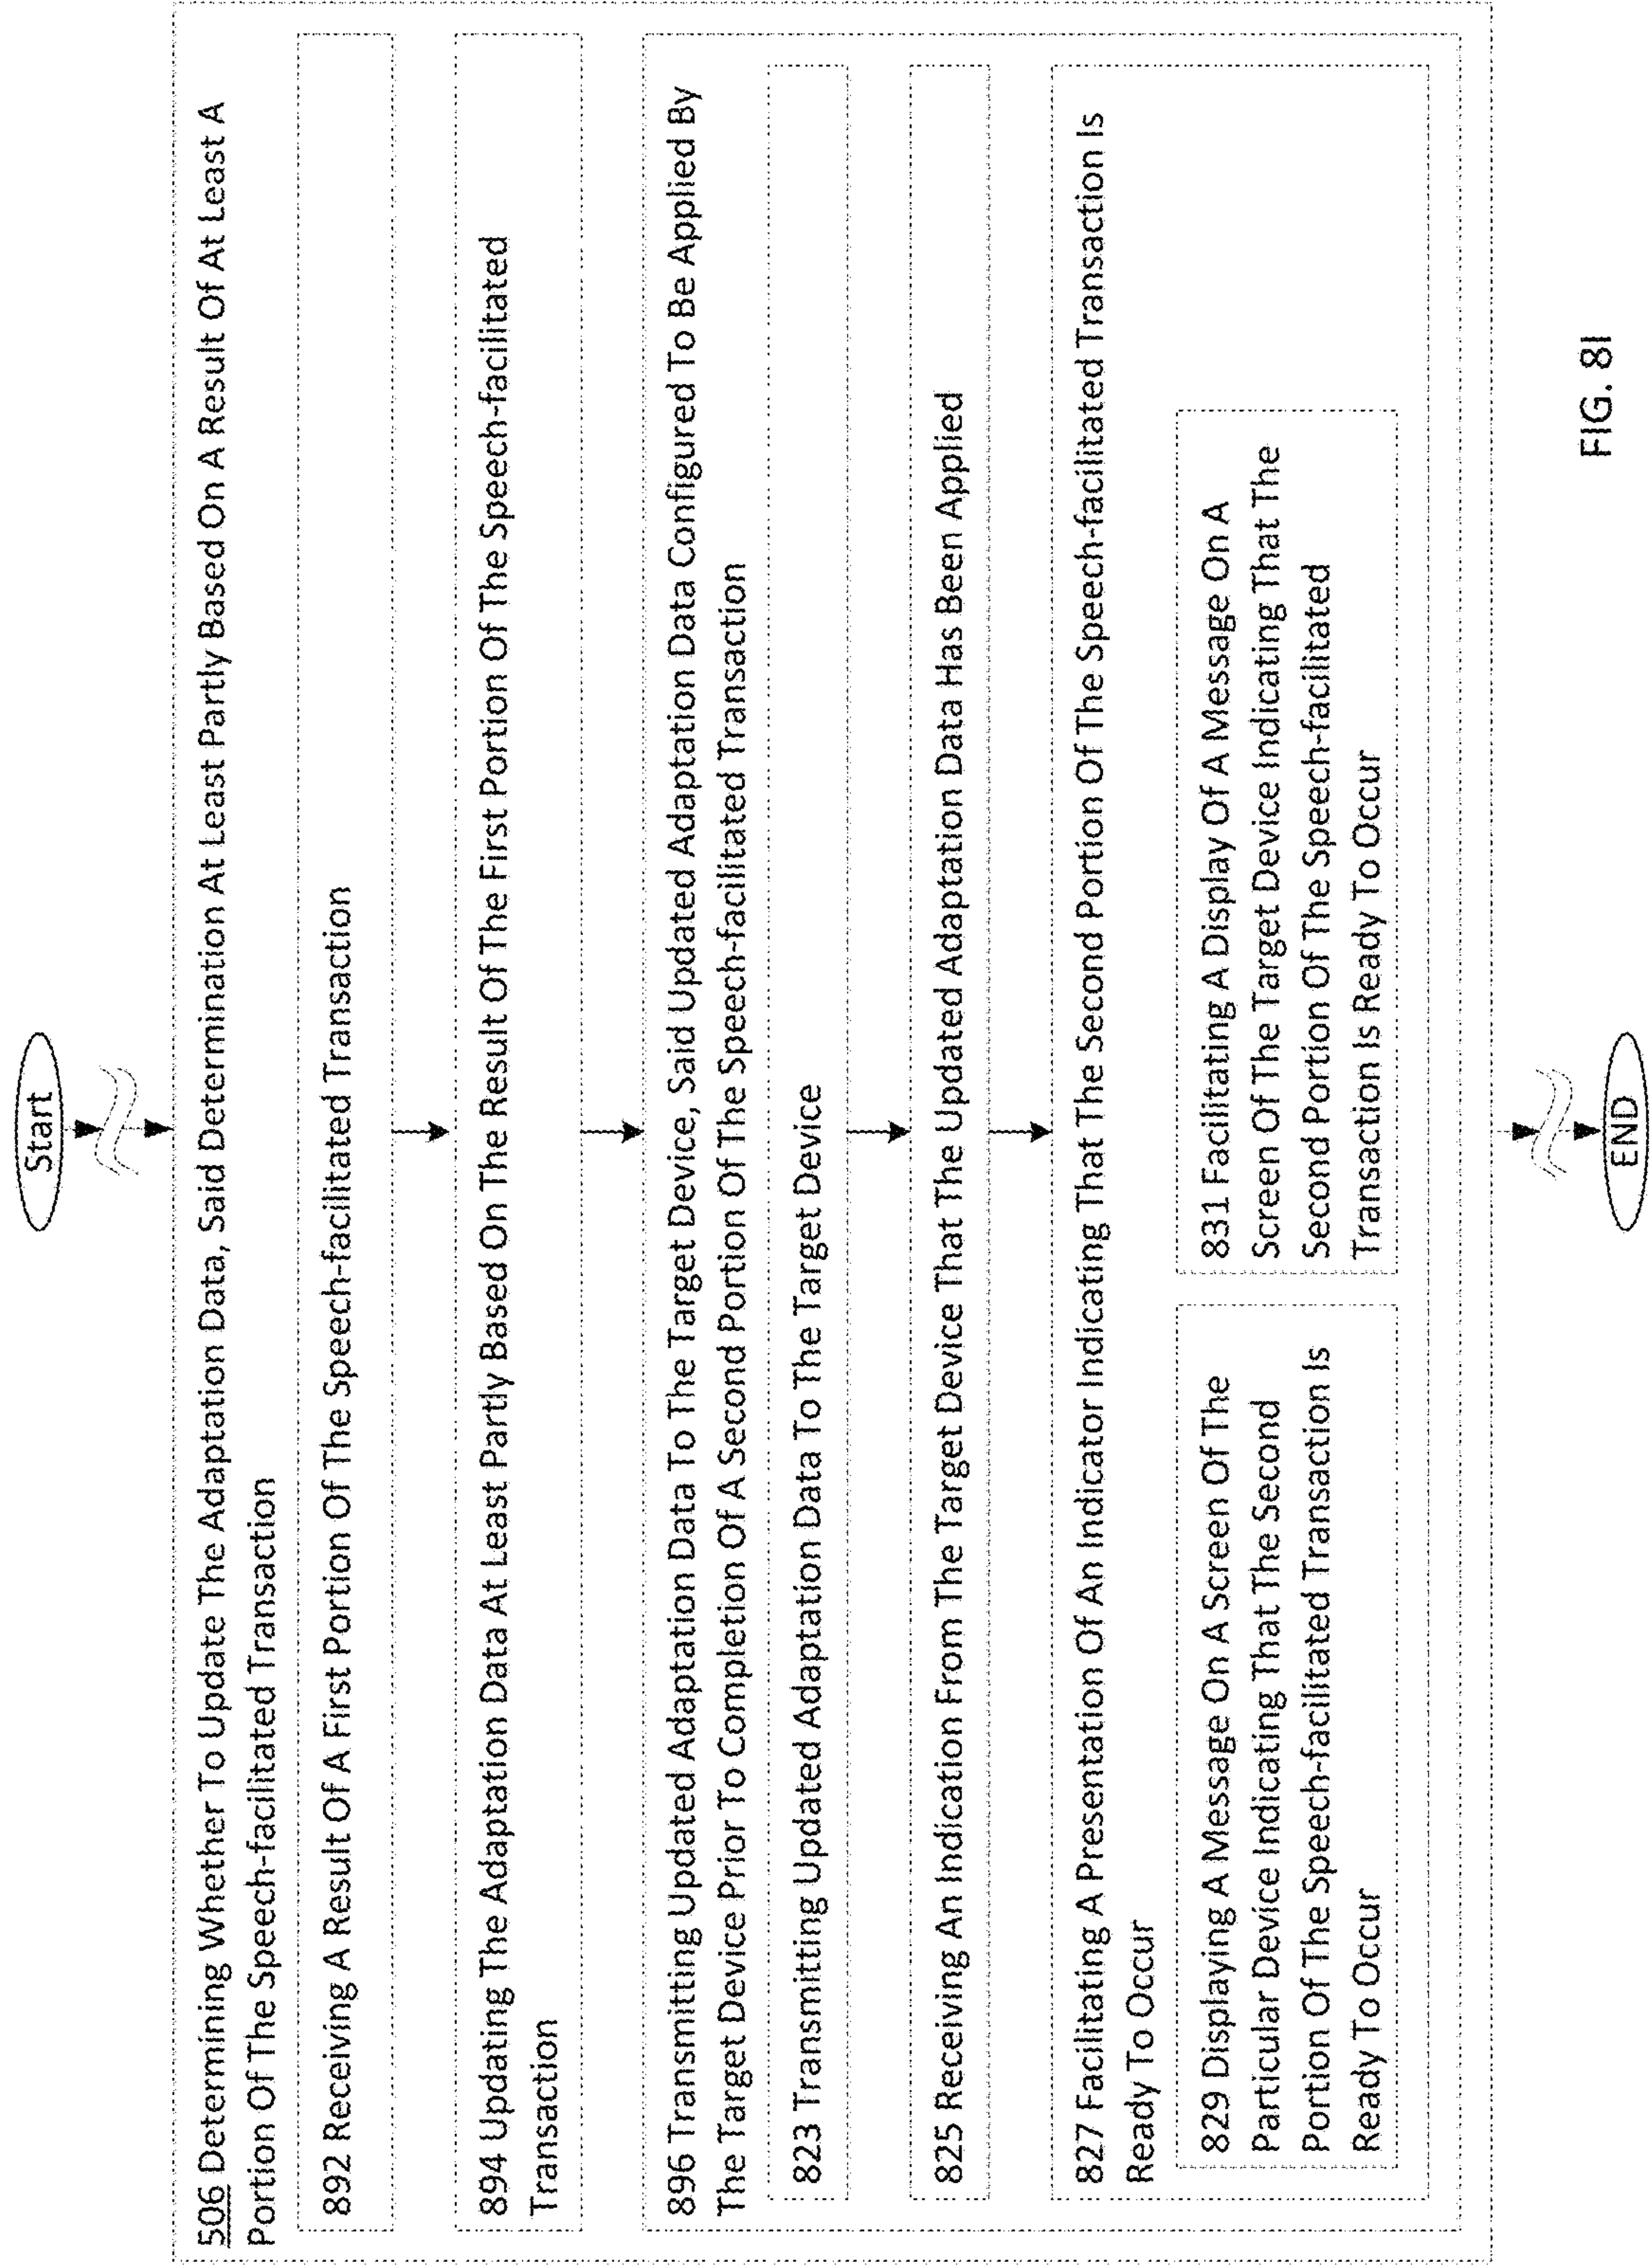 Start
506 Determining Whether To Update The Adaptation Data, Said Determination At Least Partly Based On A Result Of At Least A
Portion Of The Speech-facilitated Transaction
892 Receiving A Result Of A First Portion Of The Speech-facilitated Transaction
894 Updating The Adaptation Data At Least Partly Based On The Result Of The First Portion Of The Speech-facilitated
Transaction
896 Transmitting Updated Adaptation Data To The Target Device, Said Updated Adaptation Data Configured To Be Applied By
The Target Device Prior To Completion Of A Second Portion Of The Speech-facilitated Transaction
823 Transmitting Updated Adaptation Data To The Target Device
825 Receiving An Indication From The Target Device That The Updated Adaptation Data Has Been Applied
827 Facilitating A Presentation Of An Indicator Indicating That The Second Portion Of The Speech-facilitated Transaction Is
Ready To Occur
829 Displaying A Message On A Screen Of The
Particular Device Indicating That The Second
Portion Of The Speech-facilitated Transaction Is
Ready To Occur
831 Facilitating A Display Of A Message On A
Screen Of The Target Device Indicating That The
Second Portion Of The Speech-facilitated
Transaction Is Ready To Occur
END
FIG. 8I